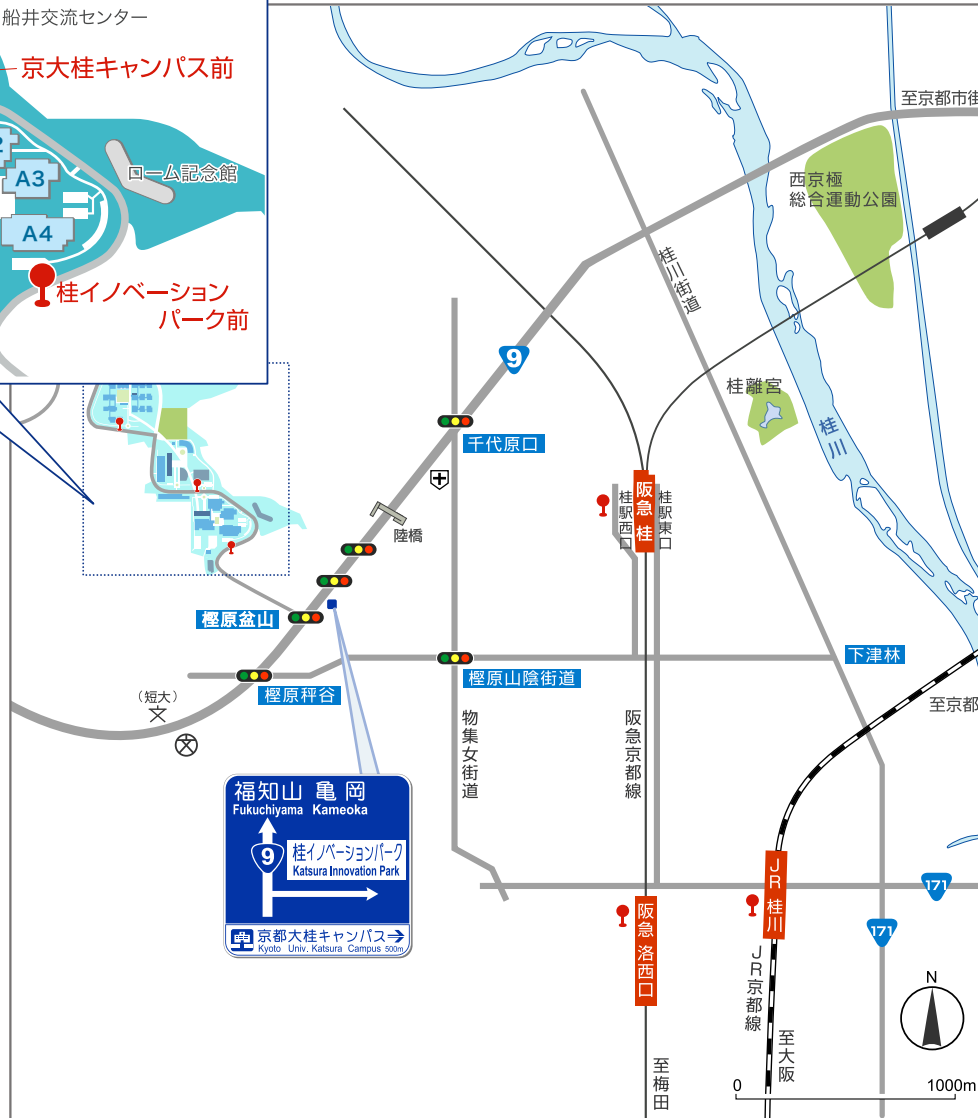 船井交流センター
京大桂キャンパス前
ローム記念館
A3
A4
桂イノベーション
パーク前
至京都市街
西京極
総合運動公園
桂川街道
9
桂離宮
桂川
千代原口
阪急 桂
桂駅西口
桂駅東口
陸橋
樫原盆山
下津林
樫原山陰街道
樫原秤谷
(短大)
文
文
物集女街道
阪急京都線
至京都
福知山 亀岡
Fukuchiyama Kameoka
9
桂イノベーションパーク
Katsura Innovation Park
京都大桂キャンパス→
Kyoto Univ. Katsura Campus 500m
JR 桂川
171
171
阪急 洛西口
JR京都線
至大阪
至梅田
N
0 1000m